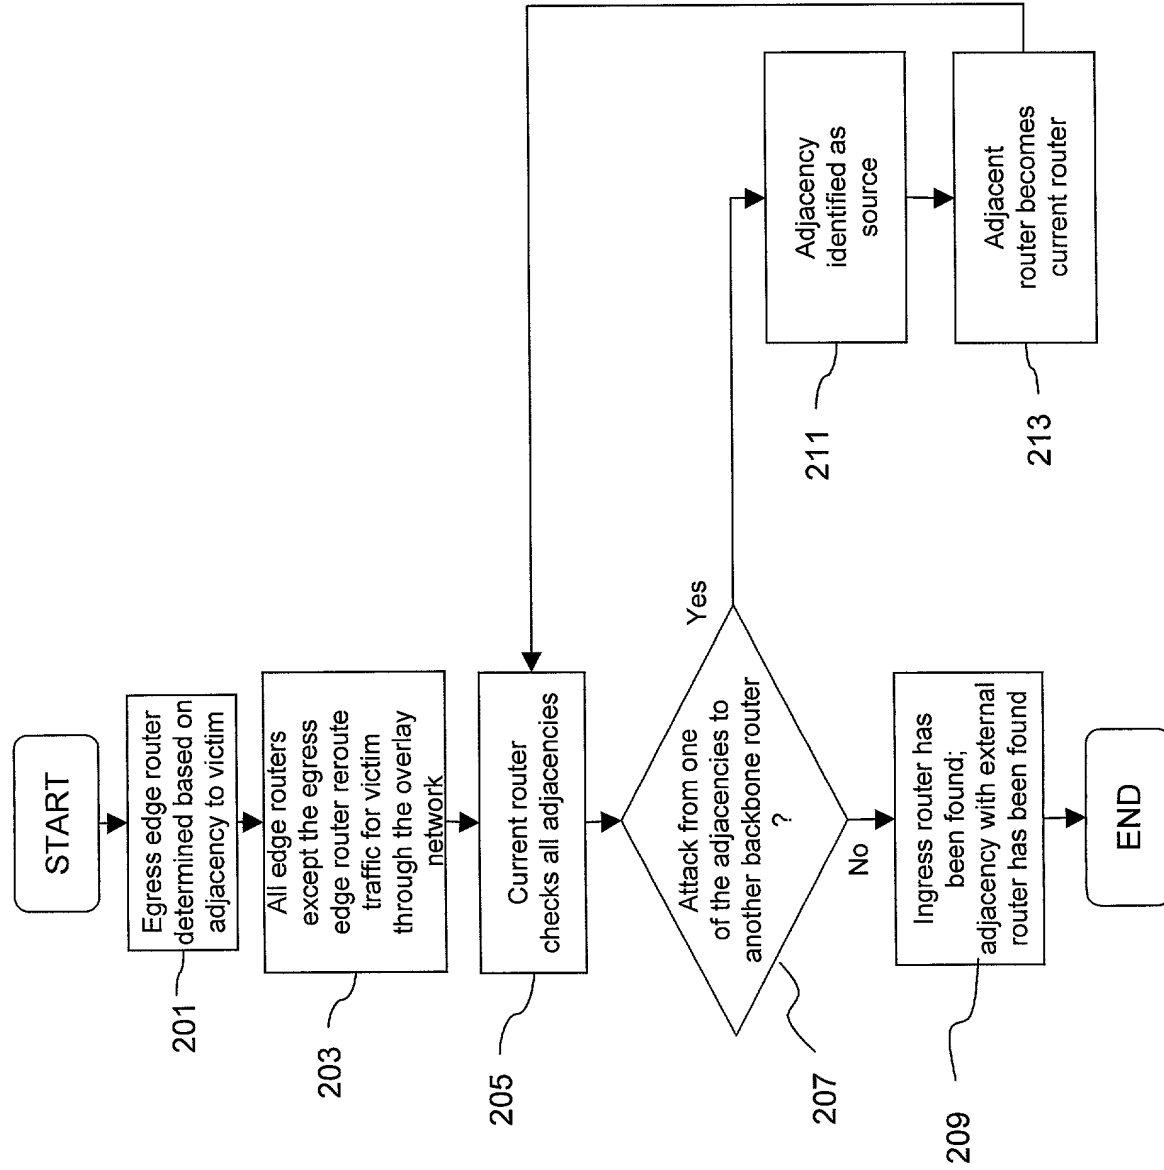 START
Egress edge router
determined based on
adjacency to victim
201
All edge routers
except the egress
edge router reroute
traffic for victim
through the overlay
network
203
Current router
checks all adjacencies
205
Attack from one
of the adjacencies to
another backbone router
?
207
Yes
No
Adjacency
identified as
source
211
Adjacent
router becomes
current router
213
Ingress router has
been found;
adjacency with external
router has been found
209
END